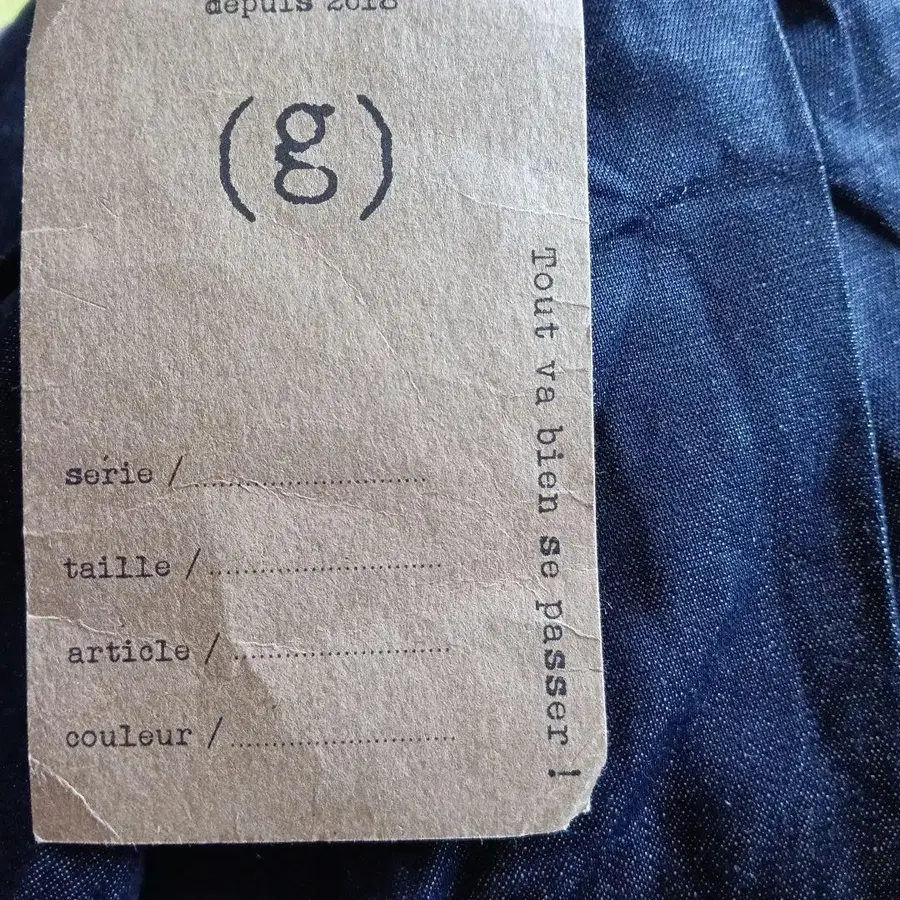 depuis 2018
(g)
Tout va bien se passer !
série /
taille /
article /
couleur /